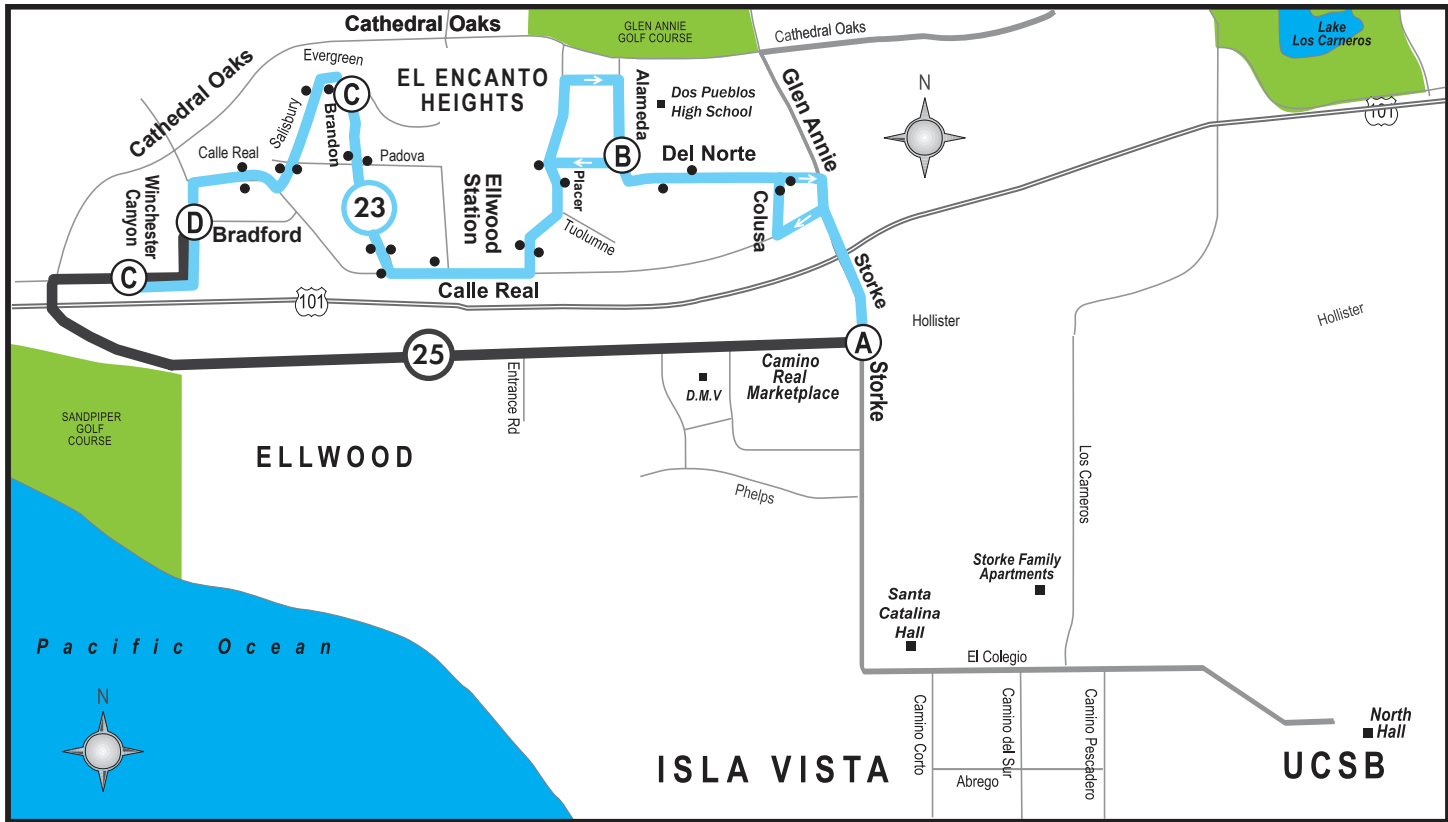 Cathedral Oaks
Cathedral Oaks
Cathedral Oaks
GLEN ANNIE
GOLF COURSE
Cathedral Oaks
Lake
Los Carneros
Evergreen
EL ENCANTO
HEIGHTS
C
Salisbury
Brandon
Padova
Calle Real
Alameda
Dos Pueblos
High School
Glen Annie
N
101
B
Del Norte
Winchester
Canyon
D
Bradford
23
Ellwood
Station
Placer
Tuolumne
Colusa
C
Calle Real
101
Storke
Hollister
Hollister
A
Storke
25
Entrance Rd
D.M.V
Camino
Real
Marketplace
SANDPIPER
GOLF
COURSE
ELLWOOD
Phelps
Los Carneros
Storke Family
Apartments
Santa
Catalina
Hall
El Colegio
Pacific Ocean
N
Camino Corto
Camino del Sur
Camino Pescadero
Abrego
North
Hall
ISLA VISTA
UCSB